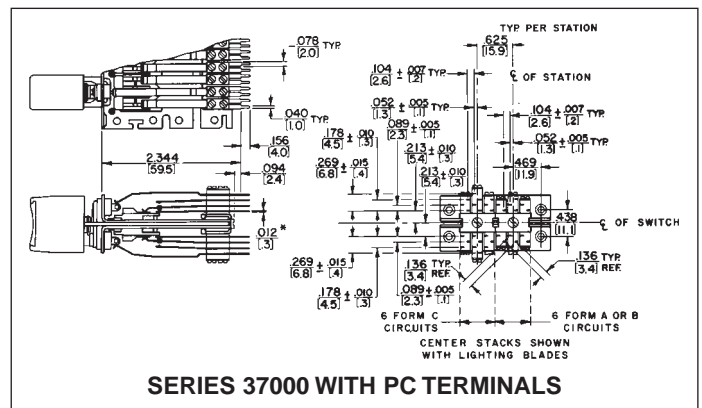 .078 TYP.
[2.0]
.040
[1.0]
.156
[4.0]
2.344
[59.5]
.094
[2.4]
.012 *
[.3]
TYP. PER STATION
.625
[15.9]
.104 ± .007 TYP.
[2.6] [.2]
℄ OF STATION
.052 ± .005 TYP.
[1.3] [.1]
.104 ± .007 TYP.
[2.6] [.2]
.178 ± .010
[4.5] [.3]
.089 ± .005
[2.3] [.1]
.052 ± .005 TYP.
[1.3] [.1]
.269 ± .015
[6.8] [.4]
.213 ± .010
[5.4] [.3]
.469
[11.9]
.213 ± .010
[5.4] [.3]
.438
[11.1]
℄ OF SWITCH
.269 ± .015
[6.8] [.4]
.136 TYP.
[3.4] REF.
.136 TYP.
[3.4] REF.
.178 ± .010
[4.5] [.3]
.089 ± .005
[2.3] [.1]
6 FORM C
CIRCUITS
6 FORM A OR B
CIRCUITS
CENTER STACKS SHOWN
WITH LIGHTING BLADES
SERIES 37000 WITH PC TERMINALS